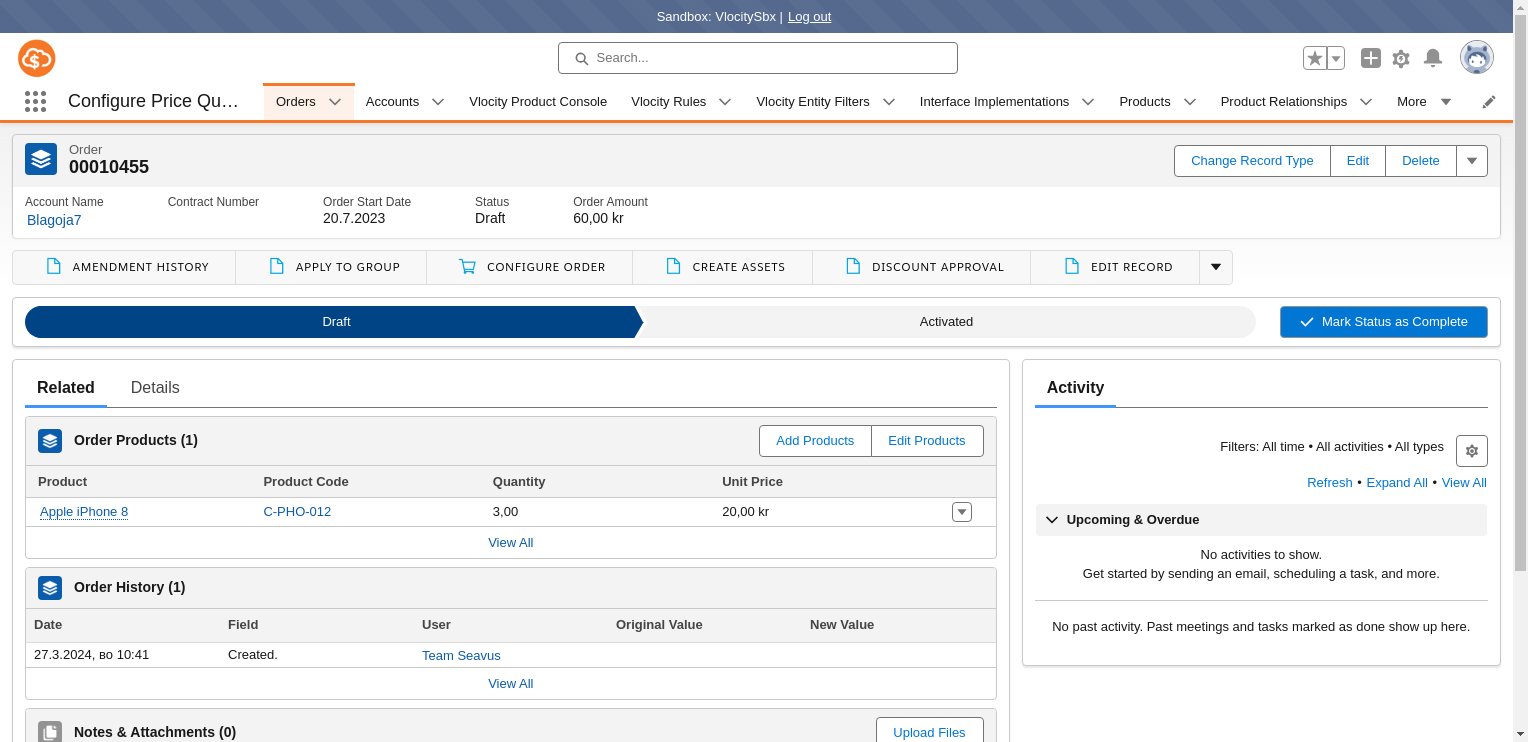 Sandbox: VlocitySbx | Log out
Search...
Configure Price Qu…
Orders
Accounts
Vlocity Product Console
Vlocity Rules
Vlocity Entity Filters
Interface Implementations
Products
Product Relationships
More
Order
00010455
Change Record Type
Edit
Delete
Account Name
Contract Number
Order Start Date
Status
Order Amount
Blagoja7
20.7.2023
Draft
60,00 kr
AMENDMENT HISTORY
APPLY TO GROUP
CONFIGURE ORDER
CREATE ASSETS
DISCOUNT APPROVAL
EDIT RECORD
Draft
Activated
Mark Status as Complete
Related
Details
Order Products (1)
Add Products
Edit Products
Product
Product Code
Quantity
Unit Price
Apple iPhone 8
C-PHO-012
3,00
20,00 kr
View All
Order History (1)
Date
Field
User
Original Value
New Value
27.3.2024, во 10:41
Created.
Team Seavus
View All
Notes & Attachments (0)
Upload Files
Activity
Filters: All time • All activities • All types
Refresh • Expand All • View All
Upcoming & Overdue
No activities to show.
Get started by sending an email, scheduling a task, and more.
No past activity. Past meetings and tasks marked as done show up here.